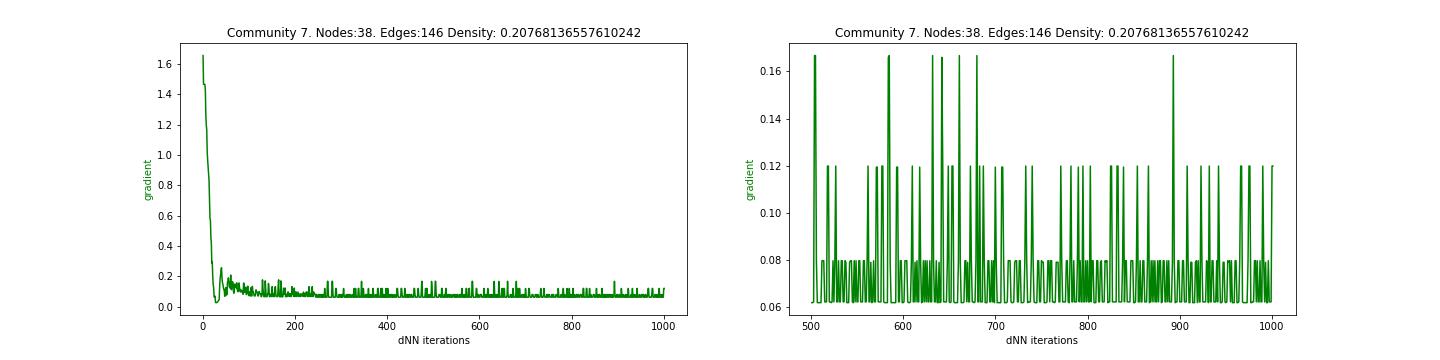 Community 7. Nodes:38. Edges:146 Density: 0.20768136557610242
1.6
1.4
1.2
1.0
0.8
0.6
0.4
0.2
0.0
gradient
0 200 400 600 800 1000
dNN iterations
Community 7. Nodes:38. Edges:146 Density: 0.20768136557610242
0.16
0.14
0.12
0.10
0.08
0.06
gradient
500 600 700 800 900 1000
dNN iterations